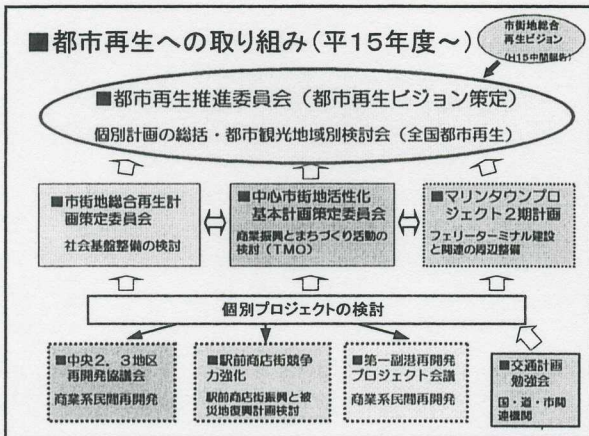 ■都市再生への取り組み（平15年度～）
市街地総合
再生ビジョン
(H15中間報告)
■都市再生推進委員会（都市再生ビジョン策定）
個別計画の総括・都市観光地域別検討会（全国都市再生）
■市街地総合再生計
画策定委員会
社会基盤整備の検討
■中心市街地活性化
基本計画策定委員会
商業振興とまちづくり活動の
検討（TMO）
■マリンタウンプロ
ジェクト２期計画
フェリーターミナル建設
と関連の周辺整備
個別プロジェクトの検討
■中央２，３地区
再開発協議会
商業系民間再開発
■駅前商店街競争
力強化
駅前商店街振興と被
災地復興計画検討
■第一副港再開発
プロジェクト会議
商業系民間再開発
■交通計画
勉強会
国・道・市関
連機関